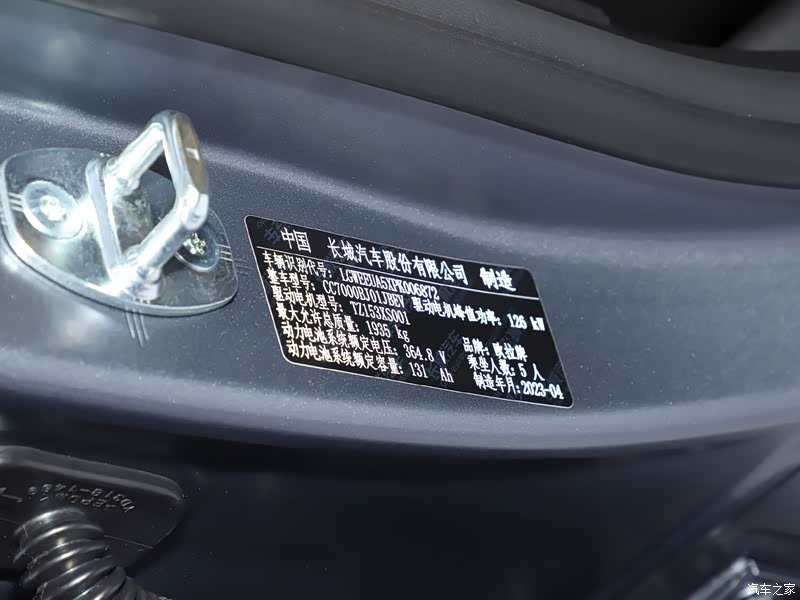 中国 长城汽车股份有限公司 制造
车辆识别代号: LGWEEUA5XPK006872
整车型号: CC7000BJ01JBEV 驱动电机峰值功率: 126 kW
驱动电机型号: TZ153XS001
最大允许总质量: 1935 kg 品牌: 欧拉牌
动力电池系统额定电压: 364.8 V 乘坐人数: 5 人
动力电池系统额定容量: 131 Ah 制造年月: 2023-04
汽车之家